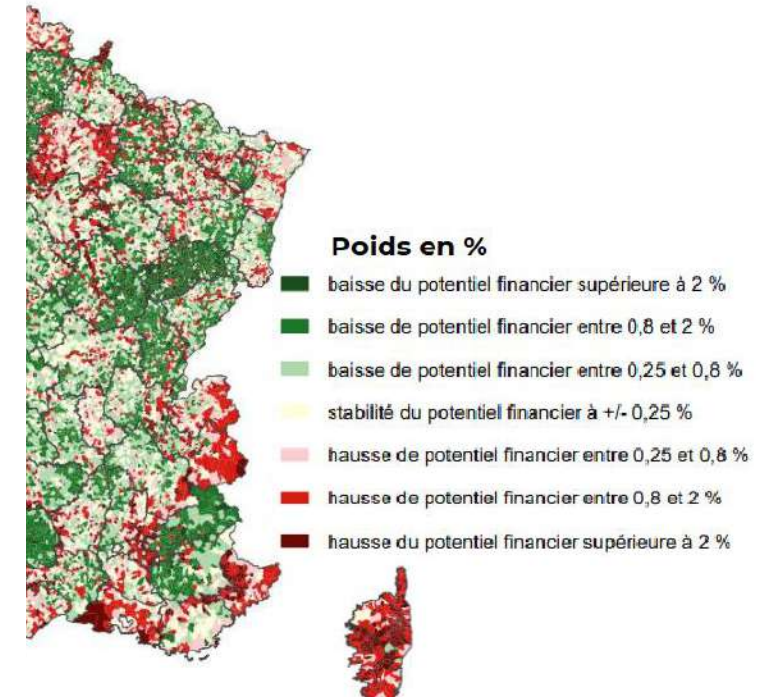 Poids en %
baisse du potentiel financier supérieure à 2 %
baisse de potentiel financier entre 0,8 et 2 %
baisse de potentiel financier entre 0,25 et 0,8 %
stabilité du potentiel financier à +/- 0,25 %
hausse de potentiel financier entre 0,25 et 0,8 %
hausse de potentiel financier entre 0,8 et 2 %
hausse du potentiel financier supérieure à 2 %